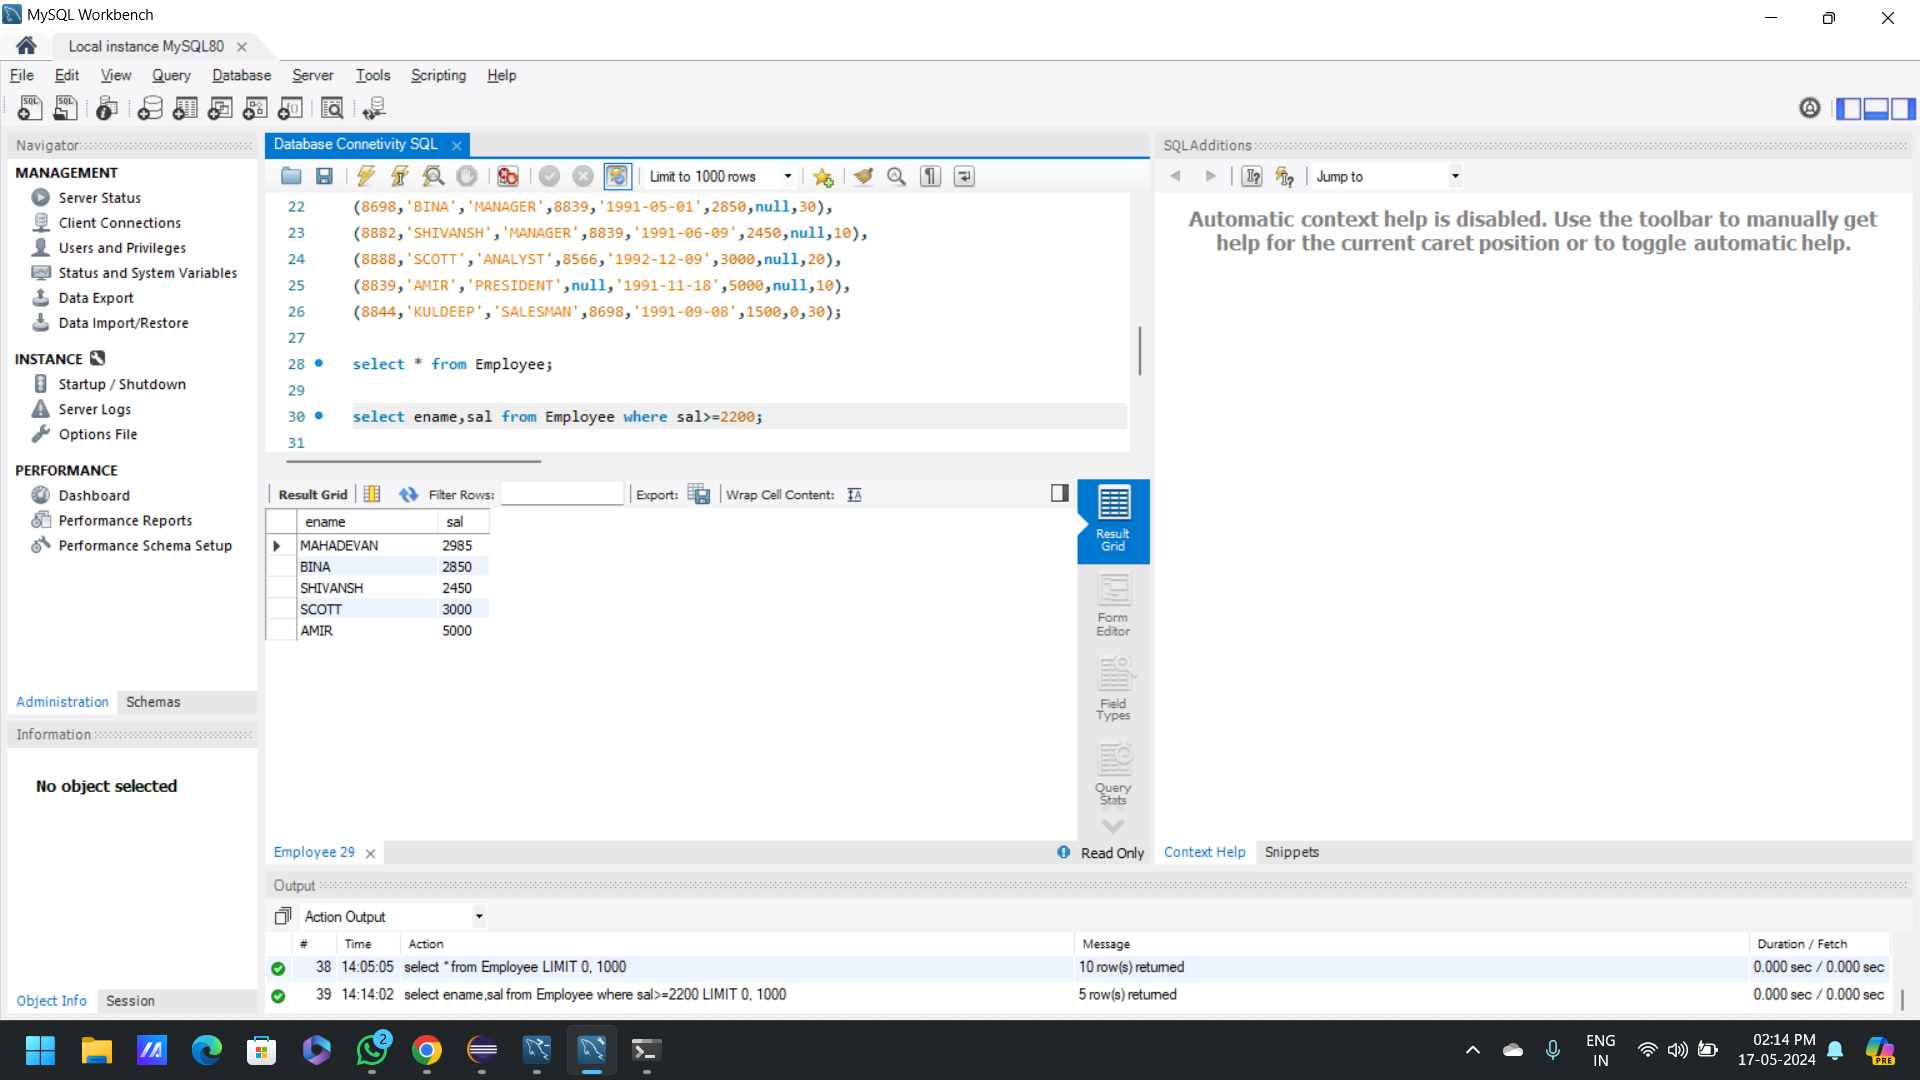 MySQL Workbench
Local instance MySQL80
File Edit View Query Database Server Tools Scripting Help
Navigator
MANAGEMENT
Server Status
Client Connections
Users and Privileges
Status and System Variables
Data Export
Data Import/Restore
INSTANCE
Startup / Shutdown
Server Logs
Options File
PERFORMANCE
Dashboard
Performance Reports
Performance Schema Setup
Administration Schemas
Information
No object selected
Object Info Session
Database Connetivity SQL
Limit to 1000 rows
22 (8698,'BINA','MANAGER',8839,'1991-05-01',2850,null,30),
23 (8882,'SHIVANSH','MANAGER',8839,'1991-06-09',2450,null,10),
24 (8888,'SCOTT','ANALYST',8566,'1992-12-09',3000,null,20),
25 (8839,'AMIR','PRESIDENT',null,'1991-11-18',5000,null,10),
26 (8844,'KULDEEP','SALESMAN',8698,'1991-09-08',1500,0,30);
27
28 select * from Employee;
29
30 select ename,sal from Employee where sal>=2200;
31
Result Grid Filter Rows: Export: Wrap Cell Content:
ename sal
MAHADEVAN 2985
BINA 2850
SHIVANSH 2450
SCOTT 3000
AMIR 5000
Result
Grid
Form
Editor
Field
Types
Query
Stats
Employee 29
Read Only
SQLAdditions
Jump to
Automatic context help is disabled. Use the toolbar to manually get
help for the current caret position or to toggle automatic help.
Context Help Snippets
Output
Action Output
# Time Action Message Duration / Fetch
38 14:05:05 select * from Employee LIMIT 0, 1000 10 row(s) returned 0.000 sec / 0.000 sec
39 14:14:02 select ename,sal from Employee where sal>=2200 LIMIT 0, 1000 5 row(s) returned 0.000 sec / 0.000 sec
2
ENG
IN
02:14 PM
17-05-2024
PRE